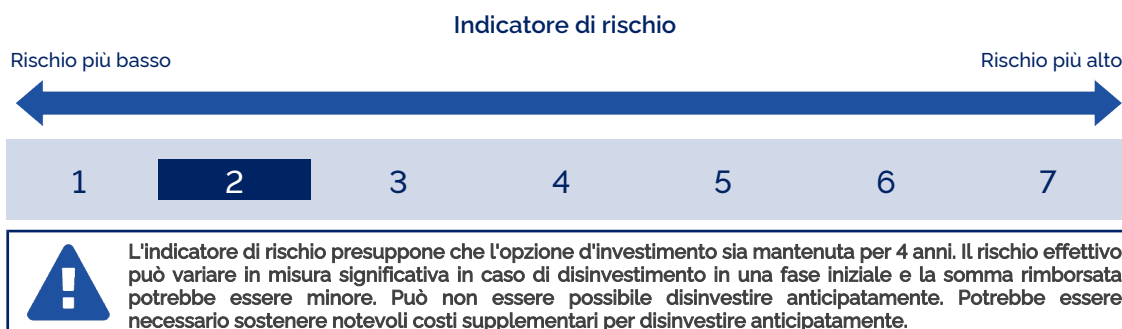 Indicatore di rischio
Rischio più basso
Rischio più alto
1 2 3 4 5 6 7
L'indicatore di rischio presuppone che l'opzione d'investimento sia mantenuta per 4 anni. Il rischio effettivo
può variare in misura significativa in caso di disinvestimento in una fase iniziale e la somma rimborsata
potrebbe essere minore. Può non essere possibile disinvestire anticipatamente. Potrebbe essere
necessario sostenere notevoli costi supplementari per disinvestire anticipatamente.